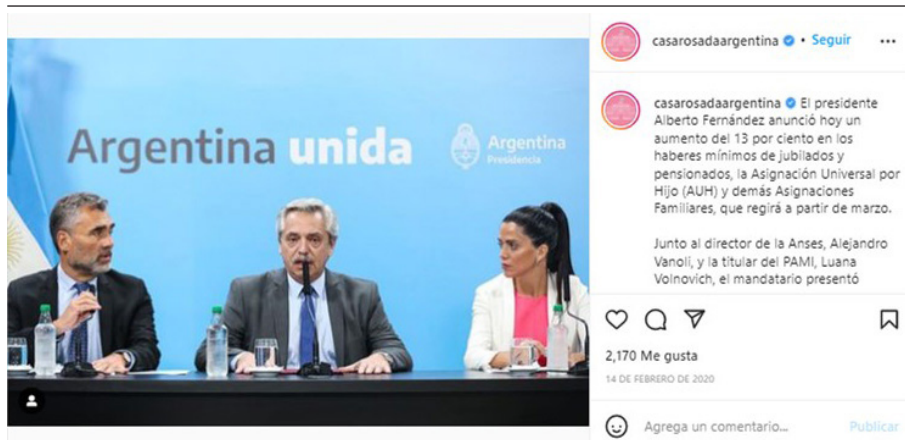 Argentina unida
Argentina
Presidencia
casarosadaargentina • Seguir
casarosadaargentina El presidente
Alberto Fernández anunció hoy un
aumento del 13 por ciento en los
haberes mínimos de jubilados y
pensionados, la Asignación Universal por
Hijo (AUH) y demás Asignaciones
Familiares, que regirá a partir de marzo.
Junto al director de la Anses, Alejandro
Vanoli, y la titular del PAMI, Luana
Volnovich, el mandatario presentó
2,170 Me gusta
14 DE FEBRERO DE 2020
Agrega un comentario... Publicar